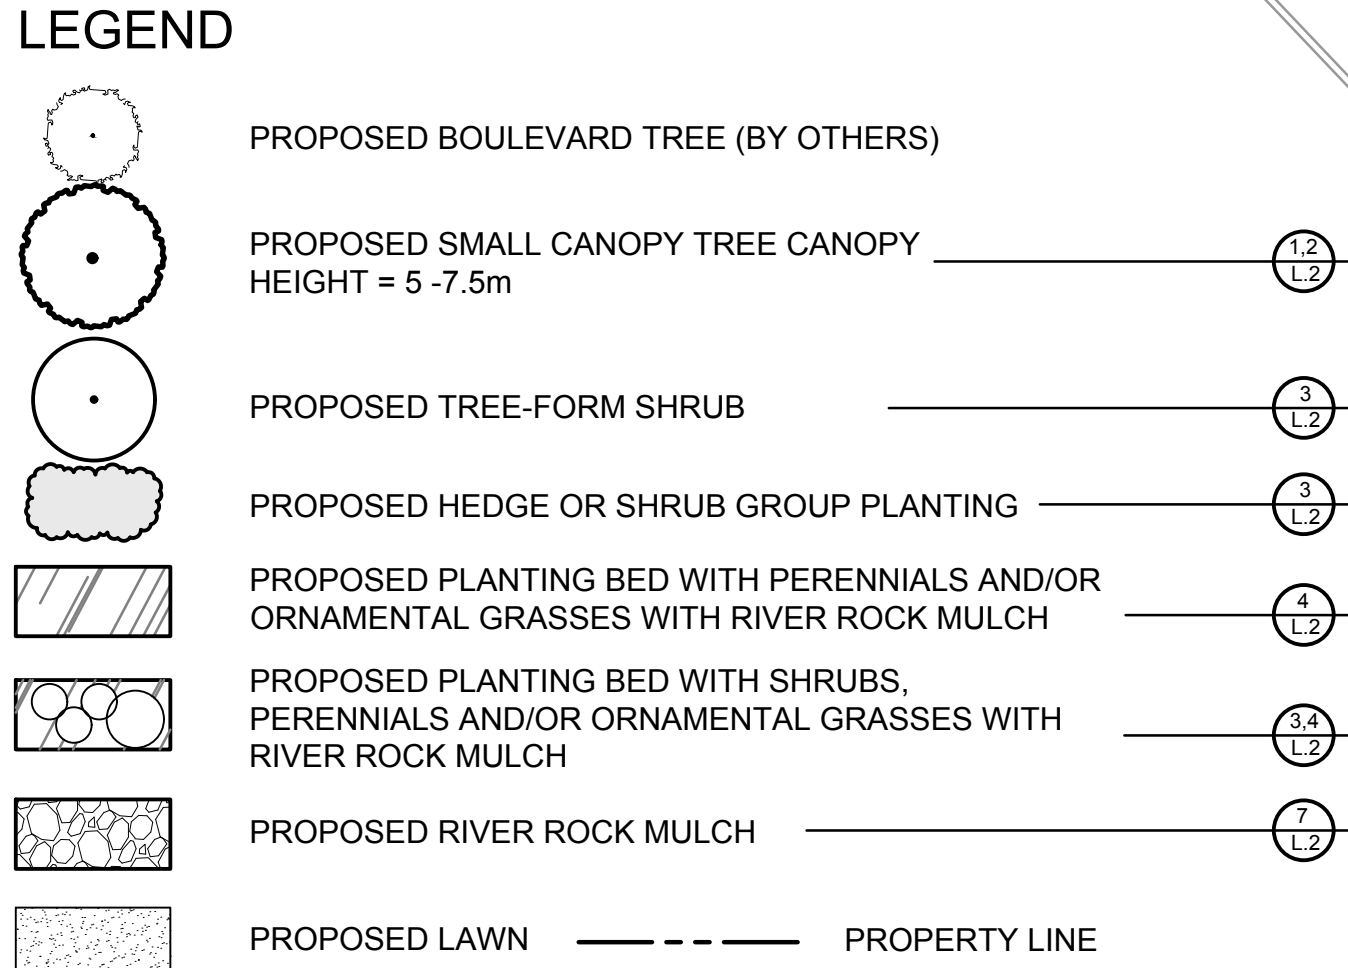 LEGEND
PROPOSED BOULEVARD TREE (BY OTHERS)
PROPOSED SMALL CANOPY TREE CANOPY
HEIGHT = 5 -7.5m
1,2
L.2
PROPOSED TREE-FORM SHRUB
3
L.2
PROPOSED HEDGE OR SHRUB GROUP PLANTING
3
L.2
PROPOSED PLANTING BED WITH PERENNIALS AND/OR
ORNAMENTAL GRASSES WITH RIVER ROCK MULCH
4
L.2
PROPOSED PLANTING BED WITH SHRUBS,
PERENNIALS AND/OR ORNAMENTAL GRASSES WITH
RIVER ROCK MULCH
3,4
L.2
PROPOSED RIVER ROCK MULCH
7
L.2
PROPOSED LAWN
PROPERTY LINE